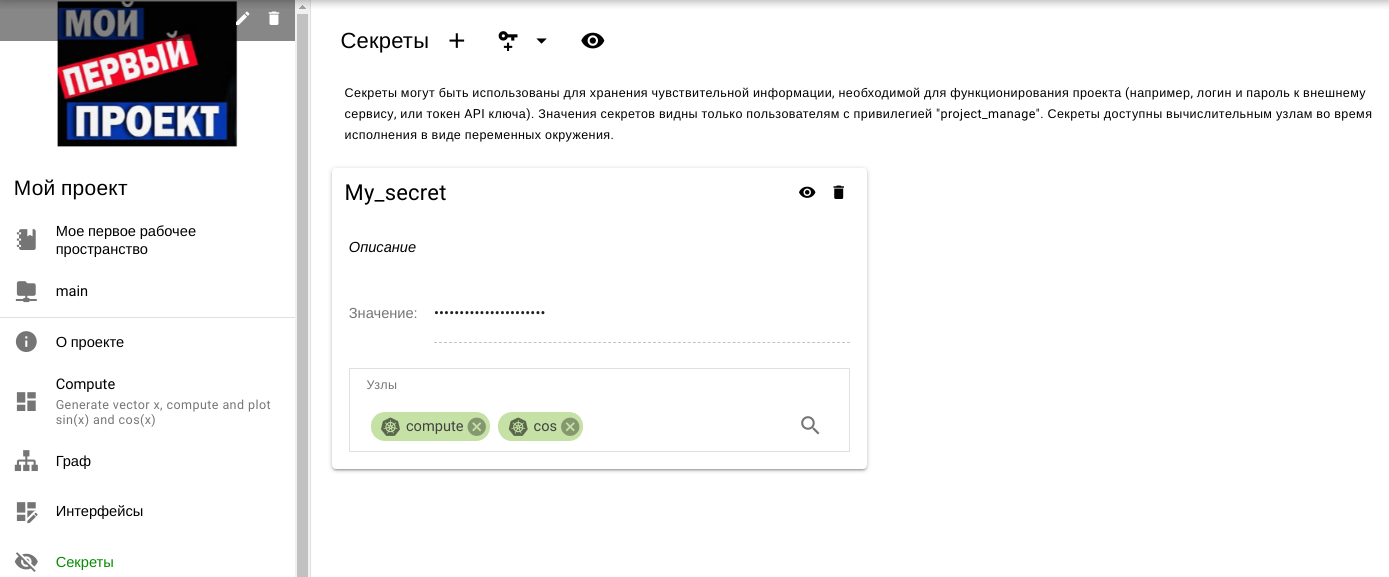 МОЙ
ПЕРВЫЙ
ПРОЕКТ
Мой проект
Мое первое рабочее
пространство
main
О проекте
Compute
Generate vector x, compute and plot
sin(x) and cos(x)
Граф
Интерфейсы
Секреты
Секреты
Секреты могут быть использованы для хранения чувствительной информации, необходимой для функционирования проекта (например, логин и пароль к внешнему
сервису, или токен API ключа). Значения секретов видны только пользователям с привилегией "project_manage". Секреты доступны вычислительным узлам во время
исполнения в виде переменных окружения.
My_secret
Описание
Значение: ••••••••••••••••••••••
Узлы
compute cos